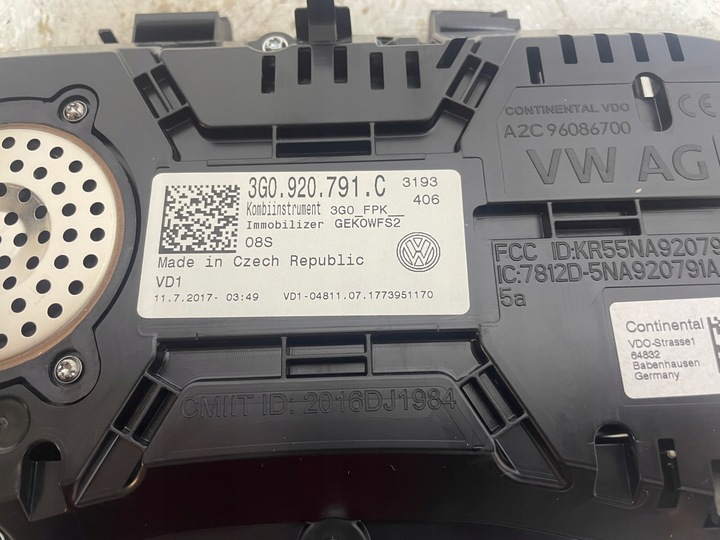 CONTINENTAL VDO CE
A2C 96086700
VW AG
3G0.920.791.C 3193
Kombiinstrument 3G0_FPK__ 406
Immobilizer GEKOWFS2
08S
Made in Czech Republic
VD1
11.7.2017- 03:49 VD1-04811.07.1773951170
FCC ID:KR55NA92079
IC:7812D-5NA920791A
5a
Continental
VDO-Strasse1
64832
Babenhausen
Germany
CMIIT ID: 2016DJ1984